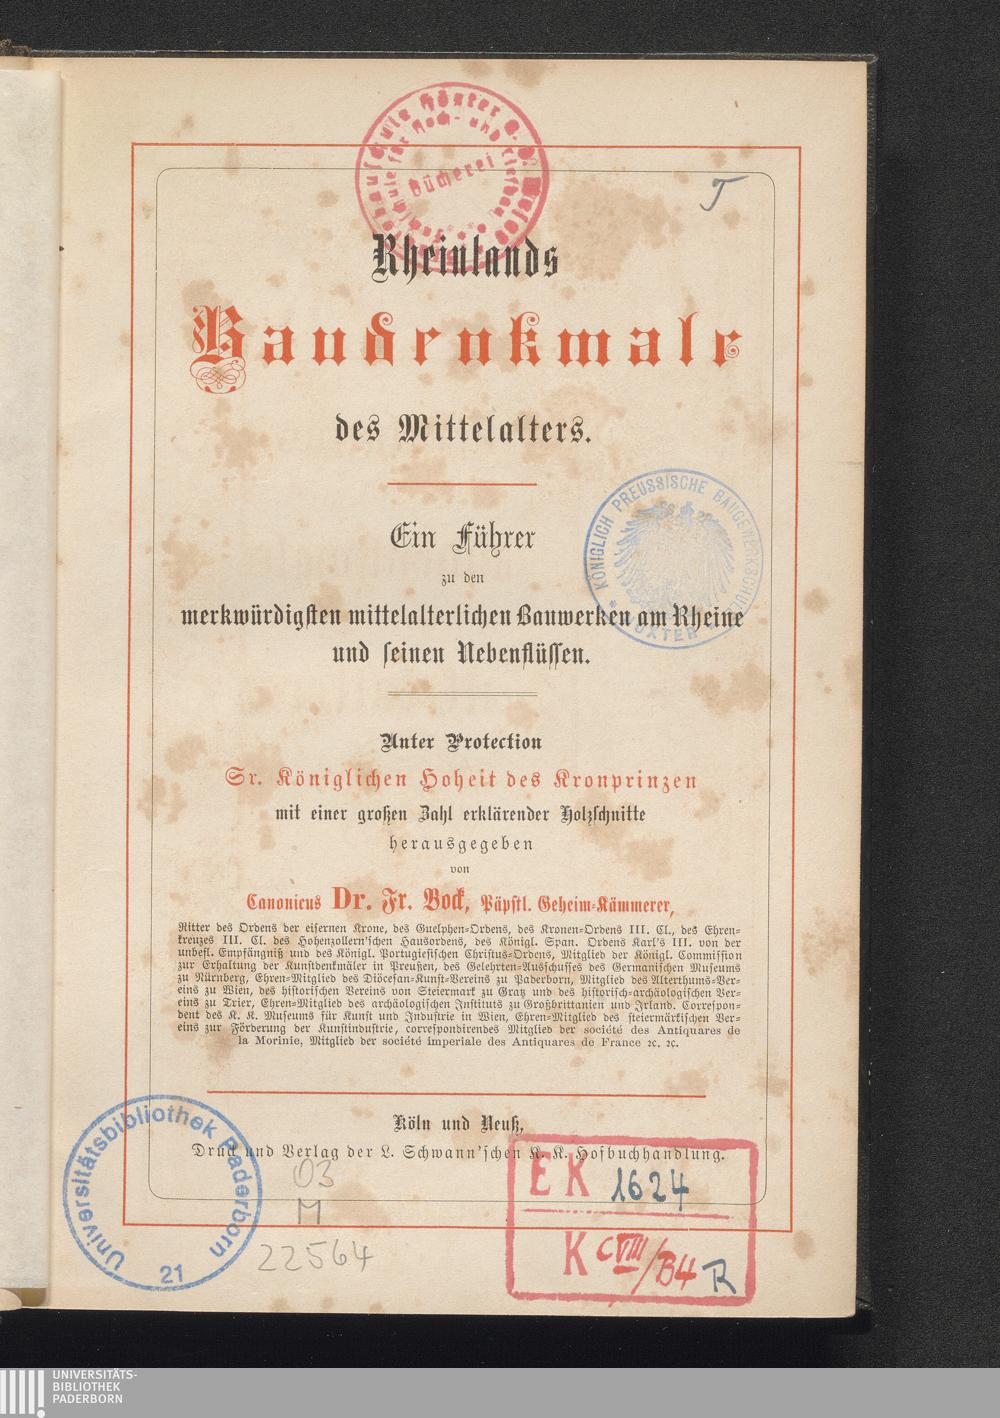 Rheinlands
Baudenkmale
des Mittelalters.
Ein Führer
zu den
merkwürdigsten mittelalterlichen Bauwerken am Rheine
und seinen Nebenflüssen.
Unter Protection
Sr. Königlichen Hoheit des Kronprinzen
mit einer großen Zahl erklärender Holzschnitte
herausgegeben
von
Canonicus Dr. Fr. Bock, Päpstl. Geheim-Kämmerer,
Ritter des Ordens der eisernen Krone, des Guelphen-Ordens, des Kronen-Ordens III. Cl., des Ehren-
kreuzes III. Cl. des Hohenzollern'schen Hausordens, des Königl. Span. Ordens Karl's III. von der
unbefl. Empfängniß und des Königl. Portugiesischen Christus-Ordens, Mitglied der Königl. Commission
zur Erhaltung der Kunstdenkmäler in Preußen, des Gelehrten-Ausschusses des Germanischen Museums
zu Nürnberg, Ehren-Mitglied des Diöcesan-Kunst-Vereins zu Paderborn, Mitglied des Alterthums-Ver-
eins zu Wien, des historischen Vereins von Steiermark zu Gratz und des historisch-archäologischen Ver-
eins zu Trier, Ehren-Mitglied des archäologischen Instituts zu Großbrittanien und Irland. Correspon-
dent des K. K. Museums für Kunst und Industrie in Wien, Ehren-Mitglied des steiermärkischen Ver-
eins zur Förderung der Kunstindustrie, correspondirendes Mitglied der société des Antiquares de
la Morinie, Mitglied der société imperiale des Antiquares de France ꝛc. ꝛc.
Köln und Neuß,
Druck und Verlag der L. Schwann'schen K. K. Hofbuchhandlung.
Bücherei
KÖNIGLICH PREUSSISCHE BAUGEWERKSCHULE
HÖXTER
Universitätsbibliothek Paderborn
21
03
M
22564
EK 1624
K CVIII/B4 R
UNIVERSITÄTS-
BIBLIOTHEK
PADERBORN